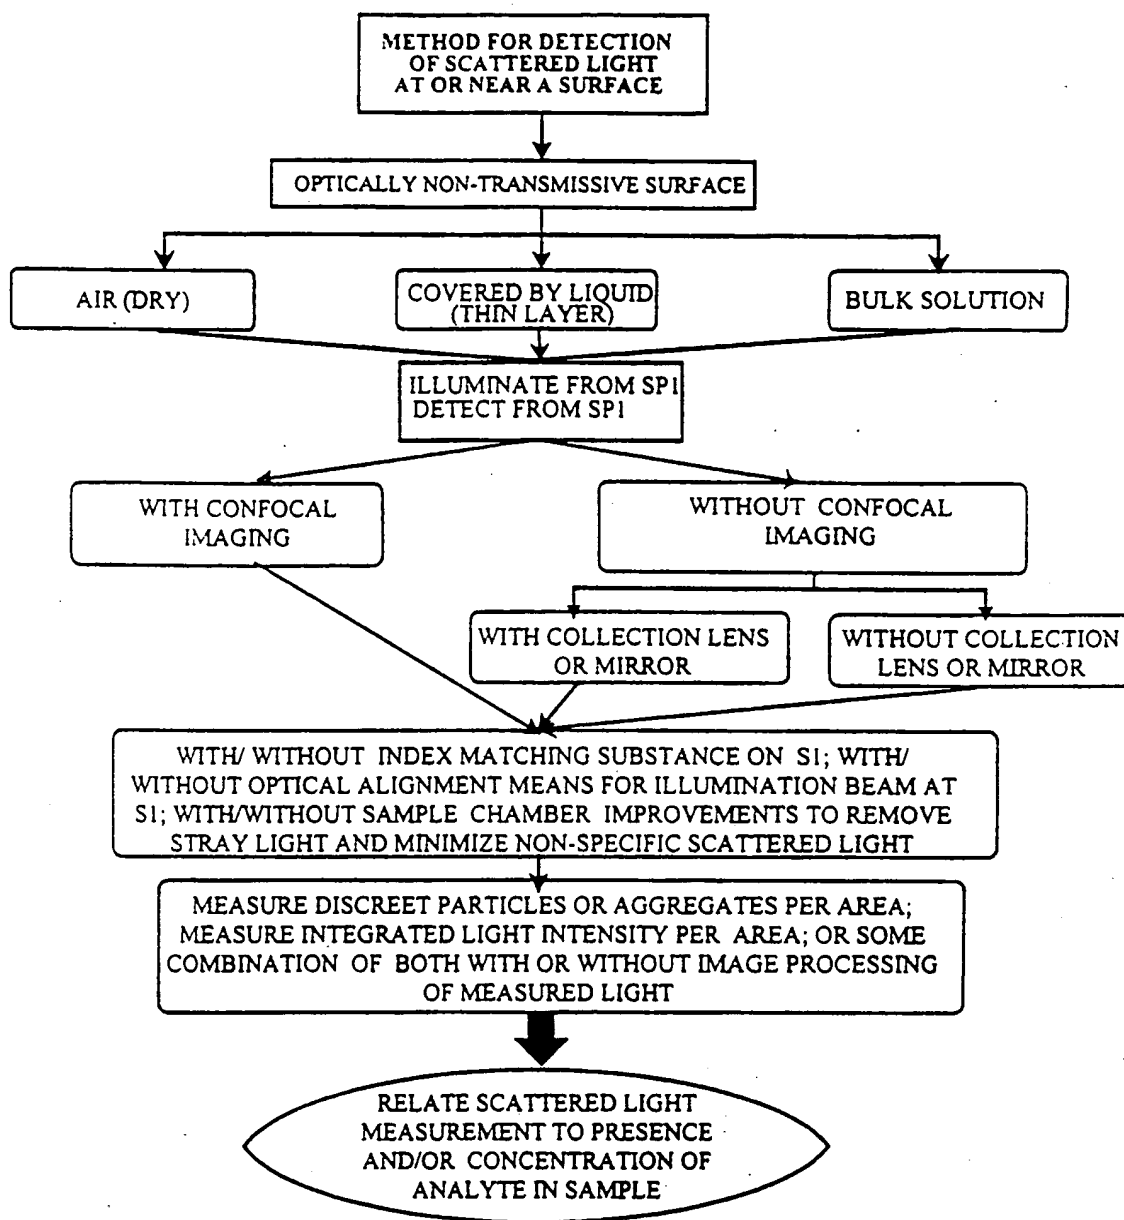 METHOD FOR DETECTION
OF SCATTERED LIGHT
AT OR NEAR A SURFACE
OPTICALLY NON-TRANSMISSIVE SURFACE
AIR (DRY)
COVERED BY LIQUID
(THIN LAYER)
BULK SOLUTION
ILLUMINATE FROM SP1
DETECT FROM SP1
WITH CONFOCAL
IMAGING
WITHOUT CONFOCAL
IMAGING
WITH COLLECTION LENS
OR MIRROR
WITHOUT COLLECTION
LENS OR MIRROR
WITH/ WITHOUT INDEX MATCHING SUBSTANCE ON S1; WITH/
WITHOUT OPTICAL ALIGNMENT MEANS FOR ILLUMINATION BEAM AT
S1; WITH/WITHOUT SAMPLE CHAMBER IMPROVEMENTS TO REMOVE
STRAY LIGHT AND MINIMIZE NON-SPECIFIC SCATTERED LIGHT
MEASURE DISCREET PARTICLES OR AGGREGATES PER AREA;
MEASURE INTEGRATED LIGHT INTENSITY PER AREA; OR SOME
COMBINATION OF BOTH WITH OR WITHOUT IMAGE PROCESSING
OF MEASURED LIGHT
RELATE SCATTERED LIGHT
MEASUREMENT TO PRESENCE
AND/OR CONCENTRATION OF
ANALYTE IN SAMPLE